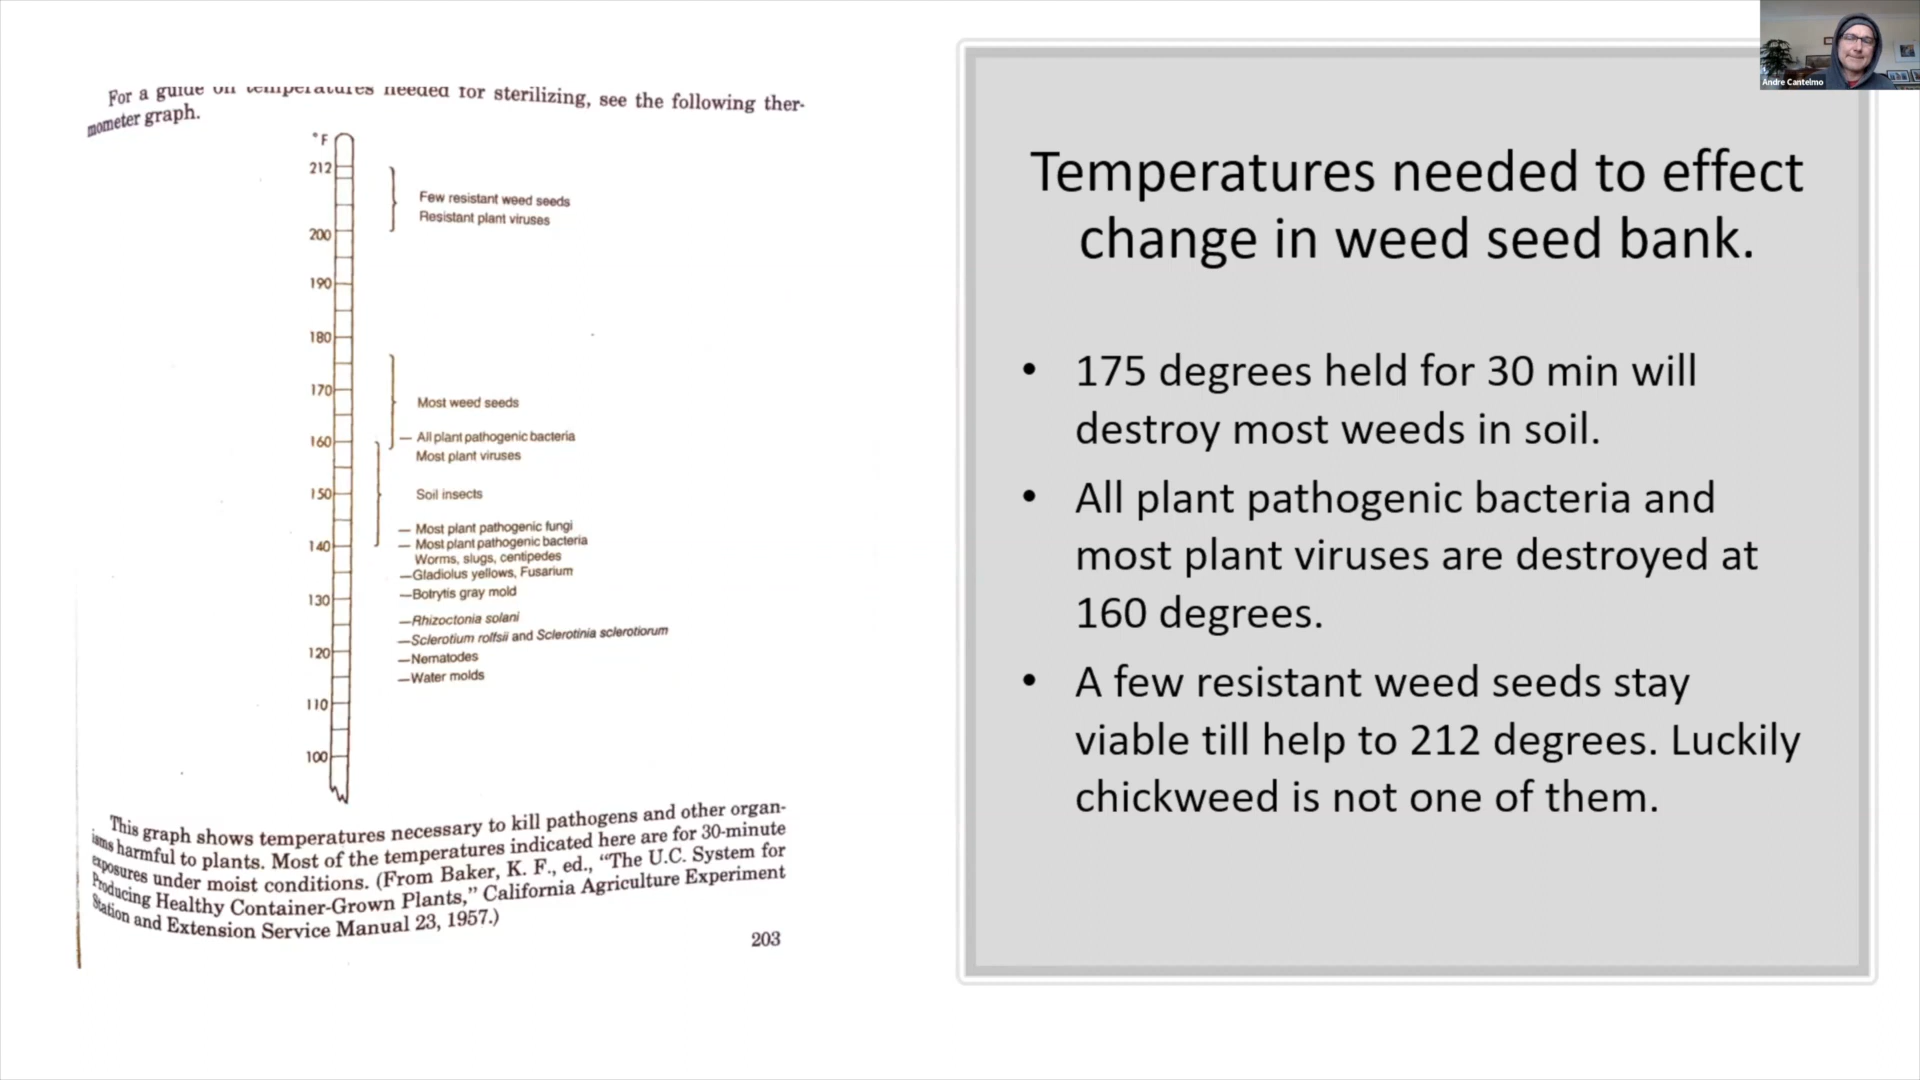 For a guide on temperatures needed for sterilizing, see the following ther-
mometer graph.
°F
212
200
190
180
170
160
150
140
130
120
110
100
Few resistant weed seeds
Resistant plant viruses
Most weed seeds
— All plant pathogenic bacteria
Most plant viruses
Soil insects
— Most plant pathogenic fungi
— Most plant pathogenic bacteria
Worms, slugs, centipedes
—Gladiolus yellows, Fusarium
—Botrytis gray mold
—Rhizoctonia solani
—Sclerotium rolfsii and Sclerotinia sclerotiorum
—Nematodes
—Water molds
This graph shows temperatures necessary to kill pathogens and other organ-
isms harmful to plants. Most of the temperatures indicated here are for 30-minute
exposures under moist conditions. (From Baker, K. F., ed., “The U.C. System for
Producing Healthy Container-Grown Plants,” California Agriculture Experiment
Station and Extension Service Manual 23, 1957.)
203
Temperatures needed to effect
change in weed seed bank.
• 175 degrees held for 30 min will
destroy most weeds in soil.
• All plant pathogenic bacteria and
most plant viruses are destroyed at
160 degrees.
• A few resistant weed seeds stay
viable till help to 212 degrees. Luckily
chickweed is not one of them.
Andre Cantelmo